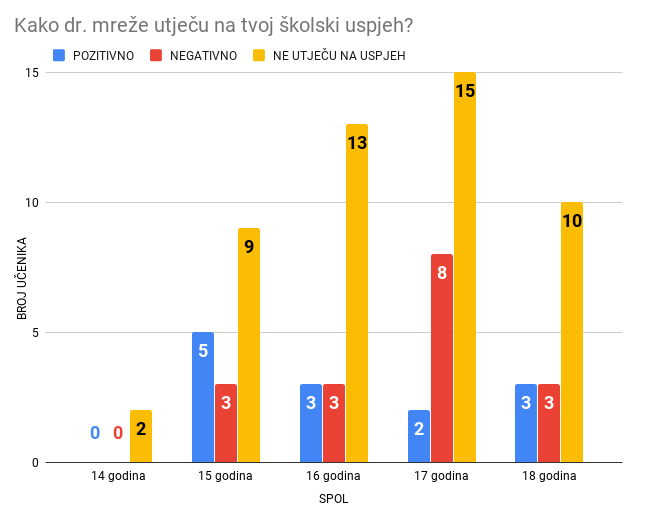 Kako dr. mreže utječu na tvoj školski uspjeh?
POZITIVNO NEGATIVNO NE UTJEČU NA USPJEH
15
10
5
0
BROJ UČENIKA
0 0 2
5 3 9
3 3 13
2 8 15
3 3 10
14 godina 15 godina 16 godina 17 godina 18 godina
SPOL